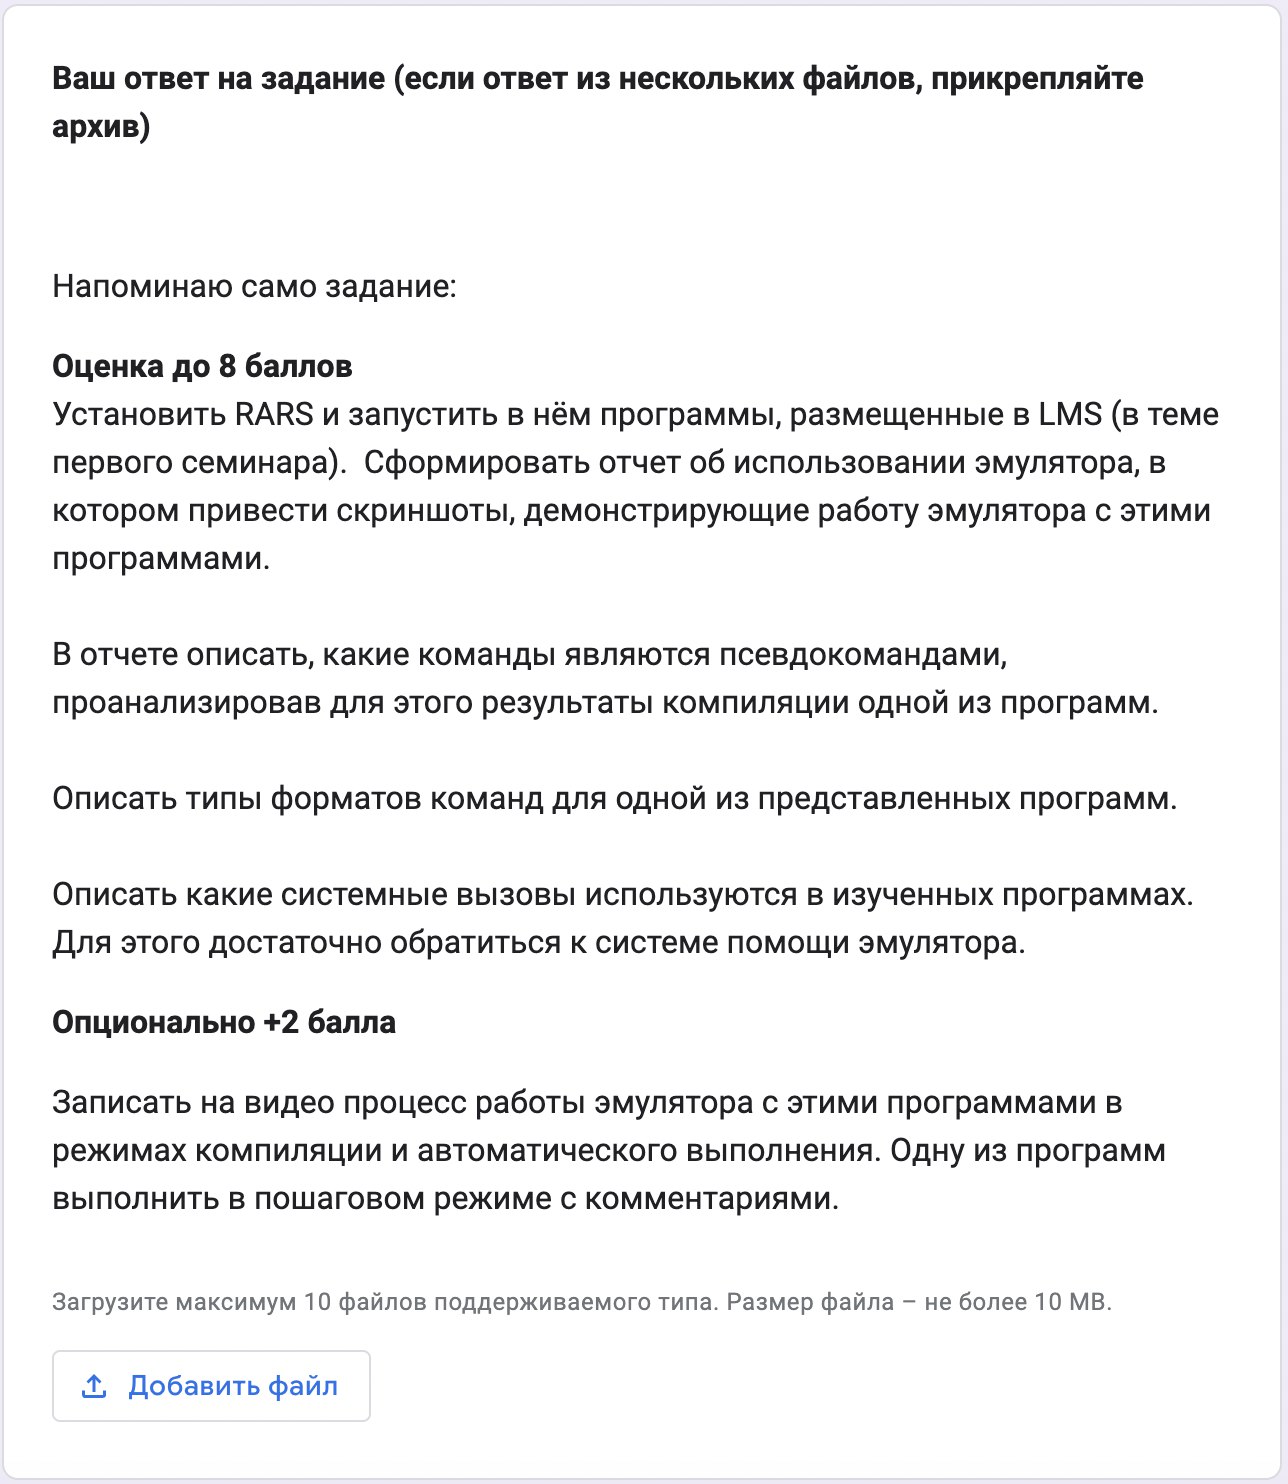 Ваш ответ на задание (если ответ из нескольких файлов, прикрепляйте
архив)
Напоминаю само задание:
Оценка до 8 баллов
Установить RARS и запустить в нём программы, размещенные в LMS (в теме
первого семинара).  Сформировать отчет об использовании эмулятора, в
котором привести скриншоты, демонстрирующие работу эмулятора с этими
программами.
В отчете описать, какие команды являются псевдокомандами,
проанализировав для этого результаты компиляции одной из программ.
Описать типы форматов команд для одной из представленных программ.
Описать какие системные вызовы используются в изученных программах.
Для этого достаточно обратиться к системе помощи эмулятора.
Опционально +2 балла
Записать на видео процесс работы эмулятора с этими программами в
режимах компиляции и автоматического выполнения. Одну из программ
выполнить в пошаговом режиме с комментариями.
Загрузите максимум 10 файлов поддерживаемого типа. Размер файла – не более 10 MB.
Добавить файл